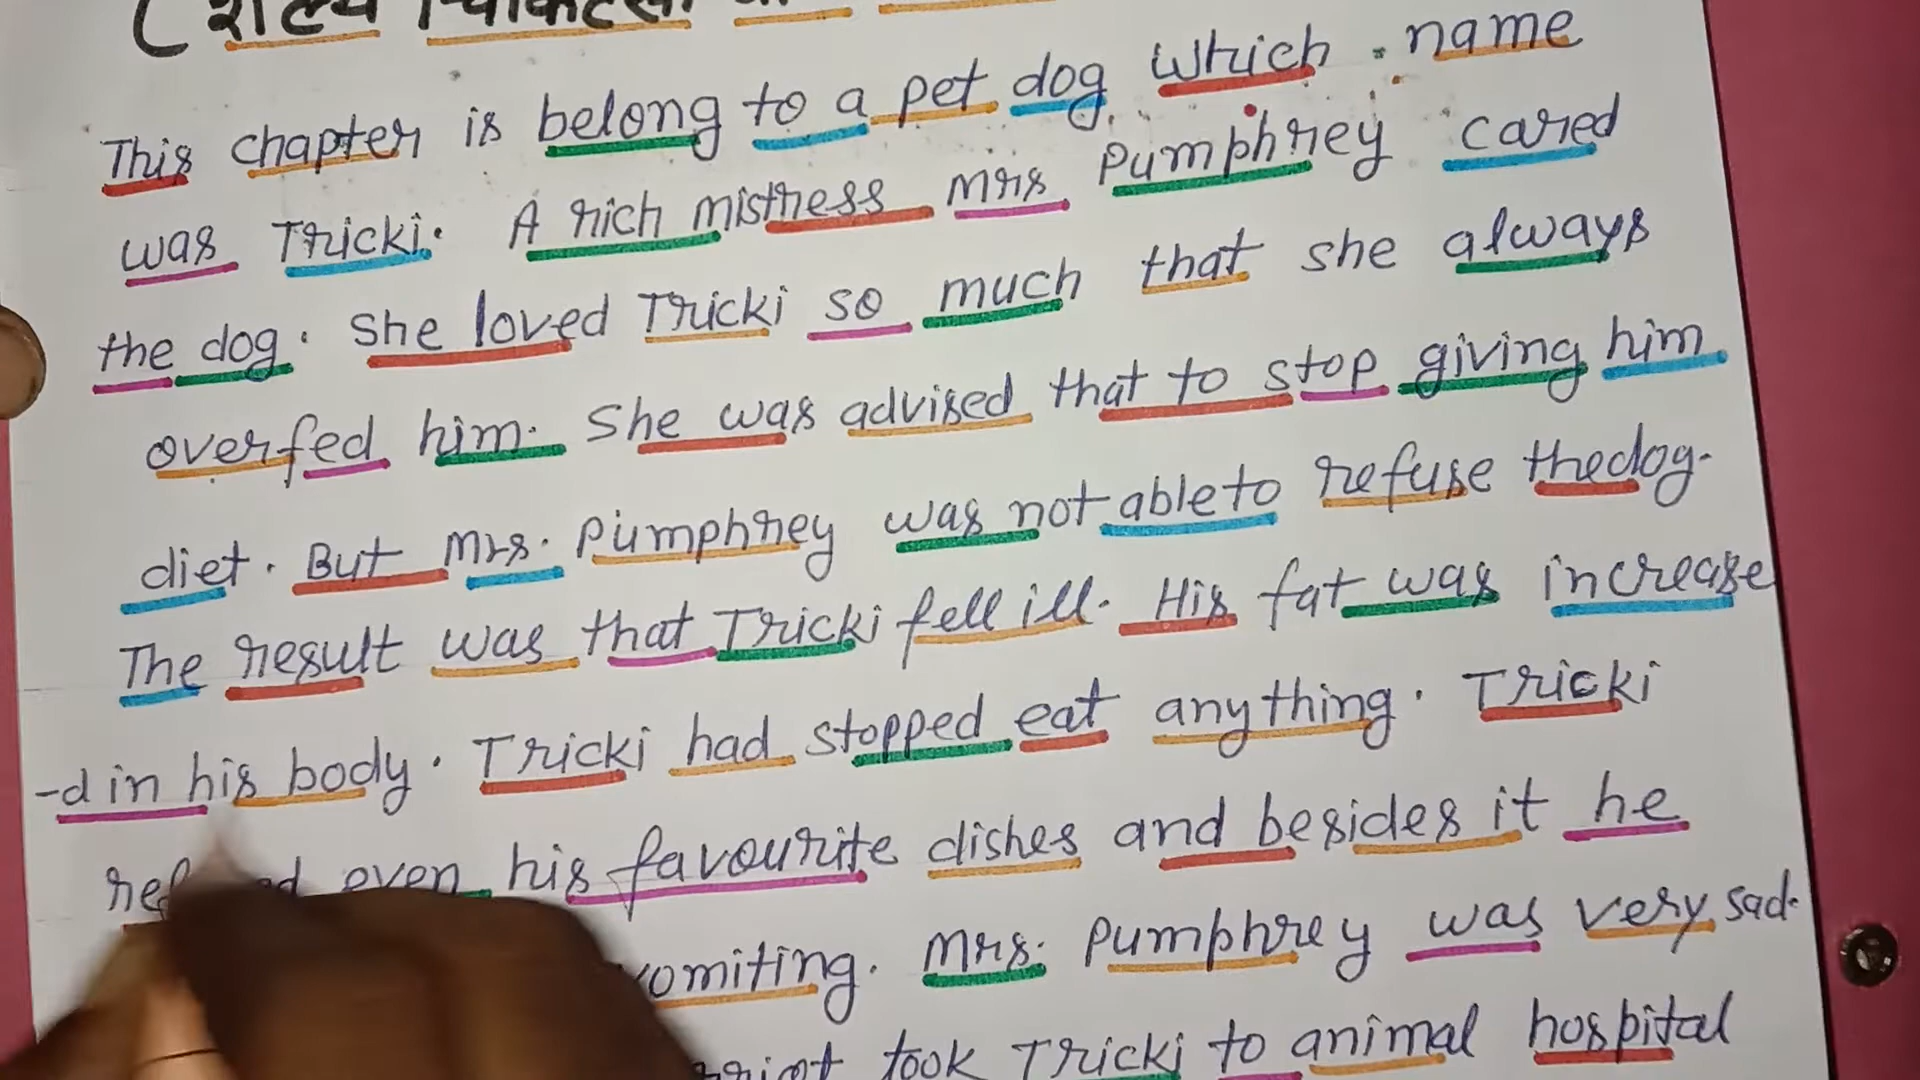 (शल्य चिकित्सा
This chapter is belong to a pet dog which name
was Tricki. A rich mistress Mrs Pumphrey cared
the dog. She loved Tricki so much that she always
overfed him. She was advised that to stop giving him
diet. But Mrs. Pumphrey was not able to refuse the dog.
The result was that Tricki fell ill. His fat was increase
-d in his body. Tricki had stopped eat anything. Tricki
even his favourite dishes and besides it he
vomiting. Mrs. Pumphrey was very sad.
took Tricki to animal hospital